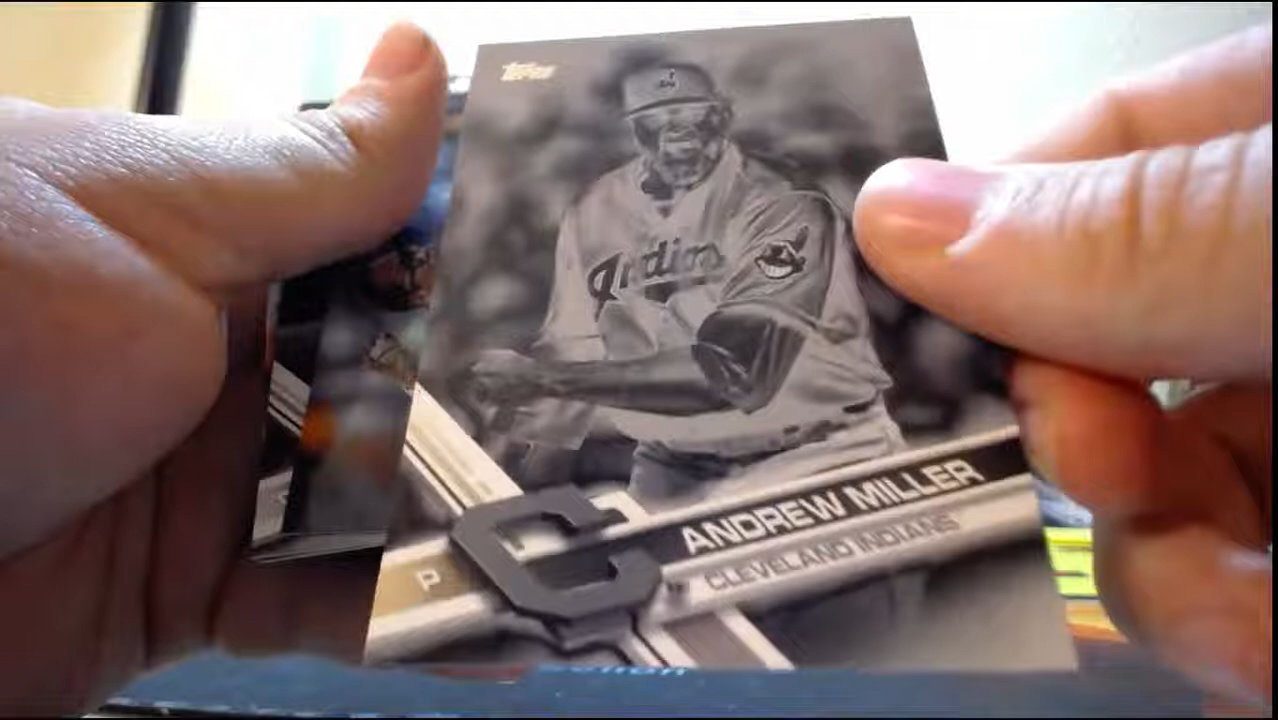 Topps
Indians
ANDREW MILLER
CLEVELAND INDIANS
P
C